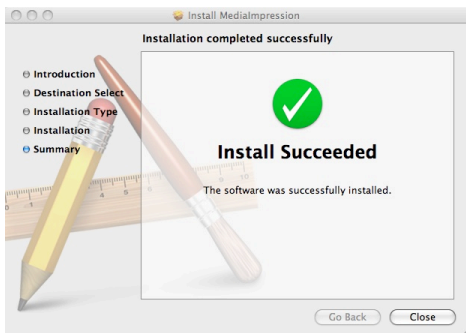 Install MediaImpression
Installation completed successfully
Introduction
Destination Select
Installation Type
Installation
Summary
Install Succeeded
The software was successfully installed.
Go Back
Close